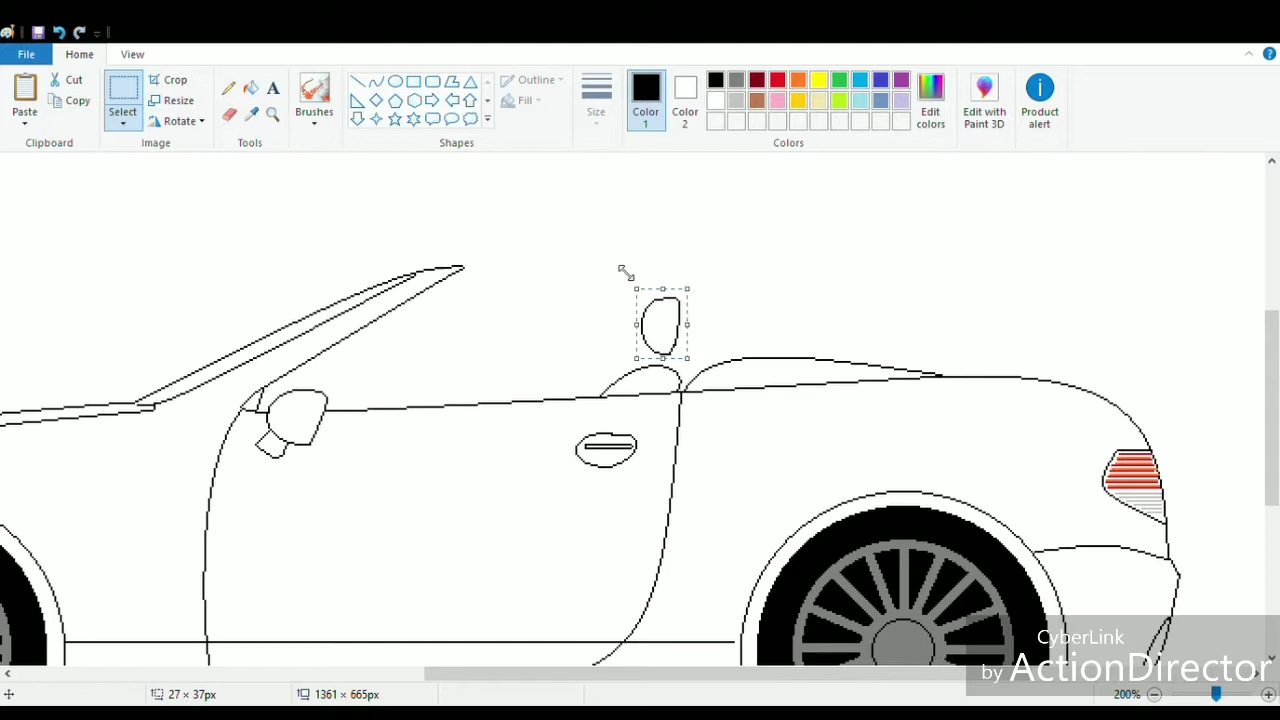 File Home View
Cut
Copy
Paste
Clipboard
Select
Crop
Resize
Rotate
Image
A
Tools
Brushes
Outline
Fill
Shapes
Size
Color
1
Color
2
Edit
colors
Colors
Edit with
Paint 3D
Product
alert
CyberLink
by ActionDirector
27 × 37px
1361 × 665px
200%